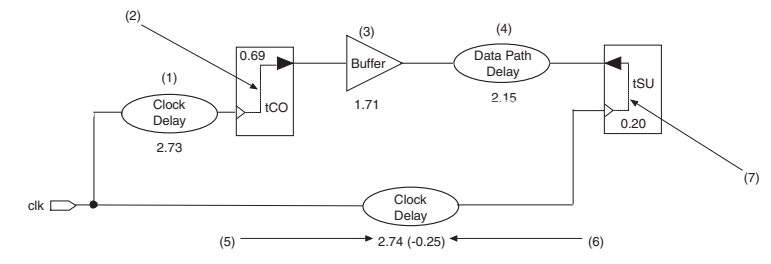 (2)
(3)
(4)
(1)
0.69
Buffer
Data Path
Delay
tSU
Clock
Delay
tCO
1.71
2.15
0.20
2.73
(7)
clk
Clock
Delay
(5)
2.74 (-0.25)
(6)